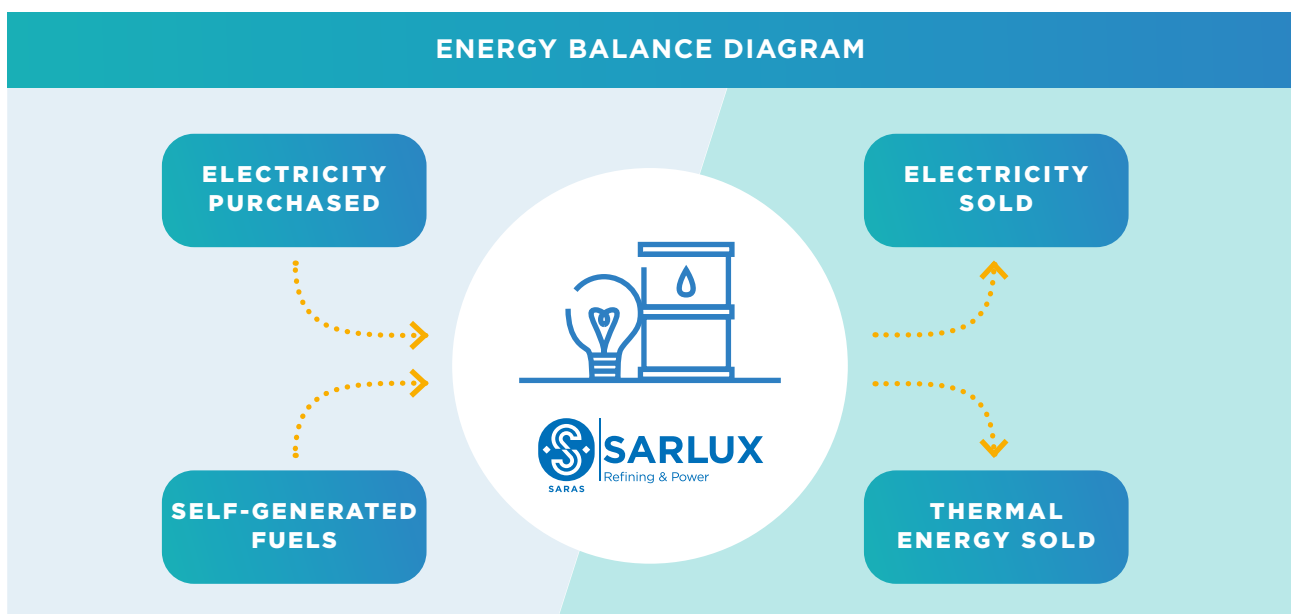 ENERGY BALANCE DIAGRAM
ELECTRICITY
PURCHASED
ELECTRICITY
SOLD
SARLUX
Refining & Power
SARAS
SELF-GENERATED
FUELS
THERMAL
ENERGY SOLD